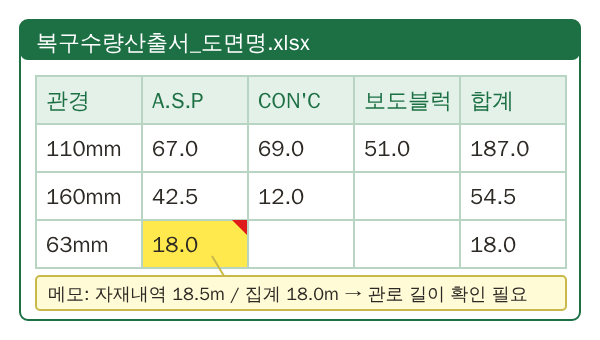 복구수량산출서_도면명.xlsx
관경 A.S.P CON'C 보도블럭 합계
110mm 67.0 69.0 51.0 187.0
160mm 42.5 12.0 54.5
63mm 18.0 18.0
메모: 자재내역 18.5m / 집계 18.0m → 관로 길이 확인 필요